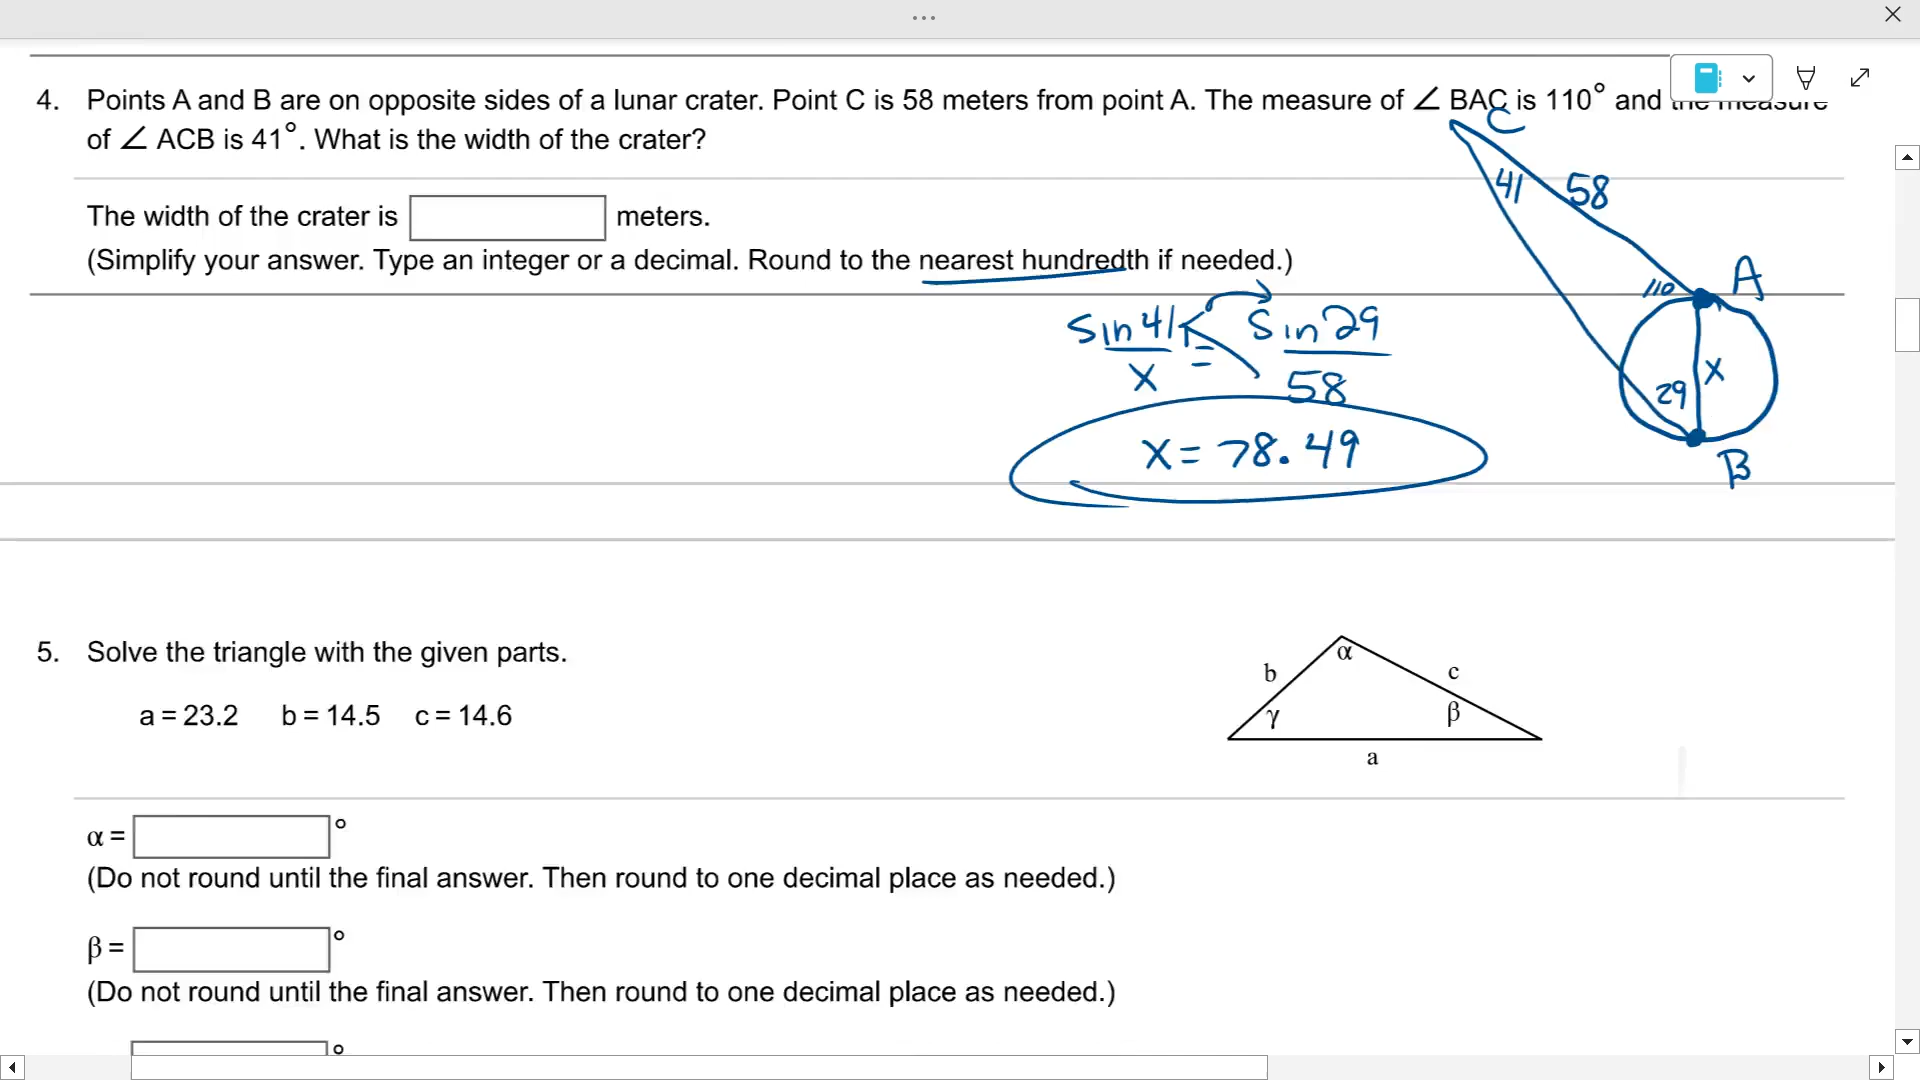 4. Points A and B are on opposite sides of a lunar crater. Point C is 58 meters from point A. The measure of ∠ BAC is 110° and the measure
of ∠ ACB is 41°. What is the width of the crater?
C
41
58
The width of the crater is meters.
(Simplify your answer. Type an integer or a decimal. Round to the nearest hundredth if needed.)
110
A
sin 41 = sin 29
x 58
x
29
x = 78.49
B
5. Solve the triangle with the given parts.
a = 23.2 b = 14.5 c = 14.6
α
b
c
γ
β
a
α = °
(Do not round until the final answer. Then round to one decimal place as needed.)
β = °
(Do not round until the final answer. Then round to one decimal place as needed.)
°